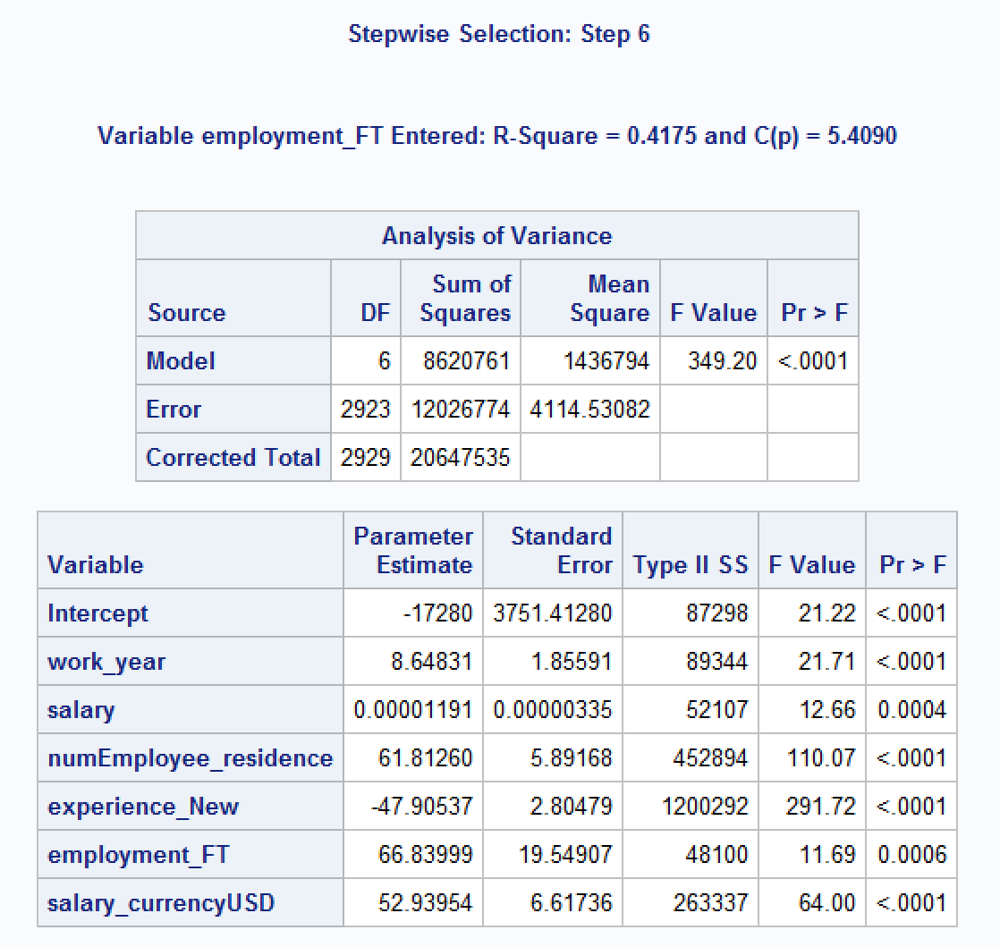 Stepwise Selection: Step 6
Variable employment_FT Entered: R-Square = 0.4175 and C(p) = 5.4090
Analysis of Variance
Source DF Sum of Squares Mean Square F Value Pr > F
Model 6 8620761 1436794 349.20 <.0001
Error 2923 12026774 4114.53082
Corrected Total 2929 20647535
Variable Parameter Estimate Standard Error Type II SS F Value Pr > F
Intercept -17280 3751.41280 87298 21.22 <.0001
work_year 8.64831 1.85591 89344 21.71 <.0001
salary 0.00001191 0.00000335 52107 12.66 0.0004
numEmployee_residence 61.81260 5.89168 452894 110.07 <.0001
experience_New -47.90537 2.80479 1200292 291.72 <.0001
employment_FT 66.83999 19.54907 48100 11.69 0.0006
salary_currencyUSD 52.93954 6.61736 263337 64.00 <.0001